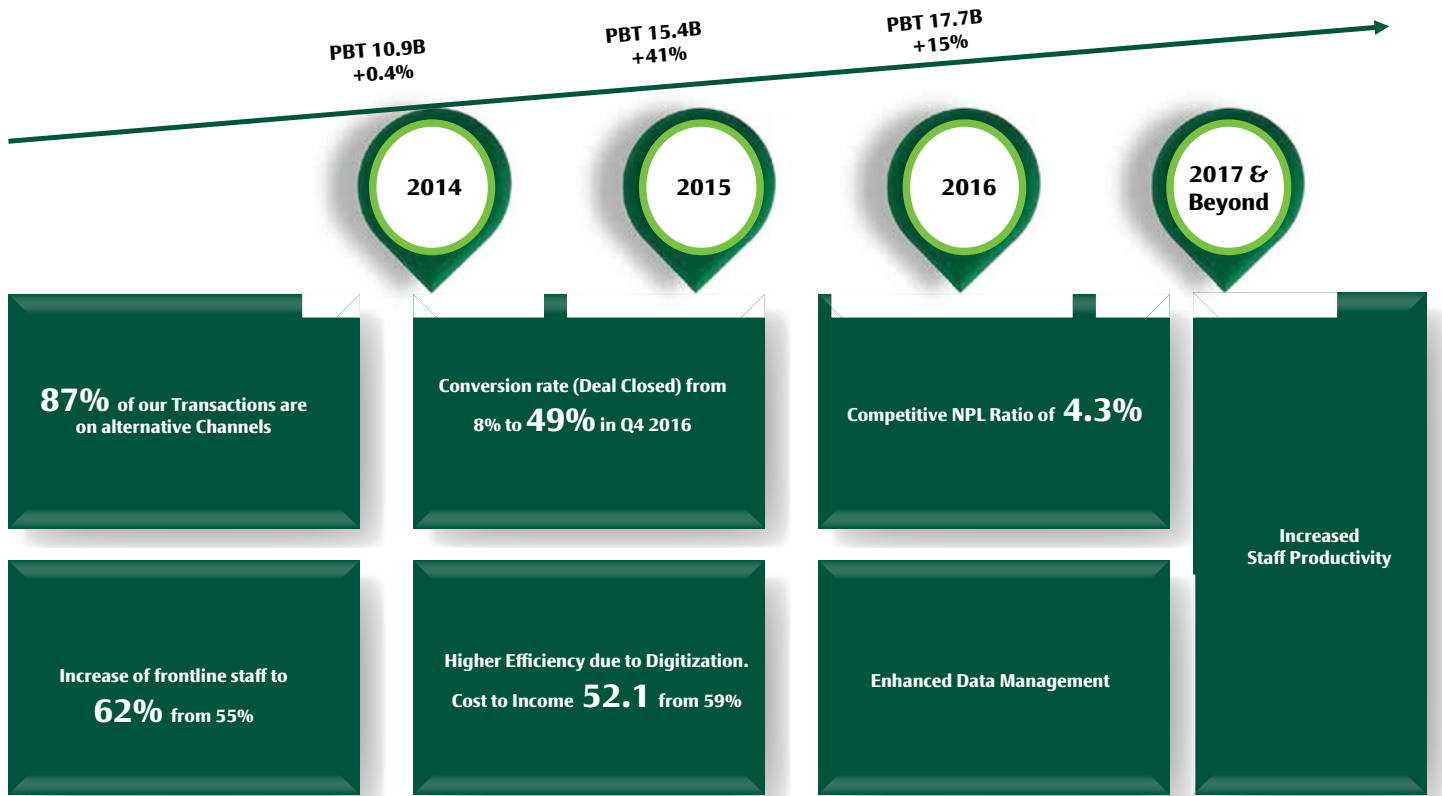 PBT 10.9B
+0.4%
PBT 15.4B
+41%
PBT 17.7B
+15%
2014
2015
2016
2017 &
Beyond
87% of our Transactions are
on alternative Channels
Conversion rate (Deal Closed) from
8% to 49% in Q4 2016
Competitive NPL Ratio of 4.3%
Increased
Staff Productivity
Increase of frontline staff to
62% from 55%
Higher Efficiency due to Digitization.
Cost to Income 52.1 from 59%
Enhanced Data Management